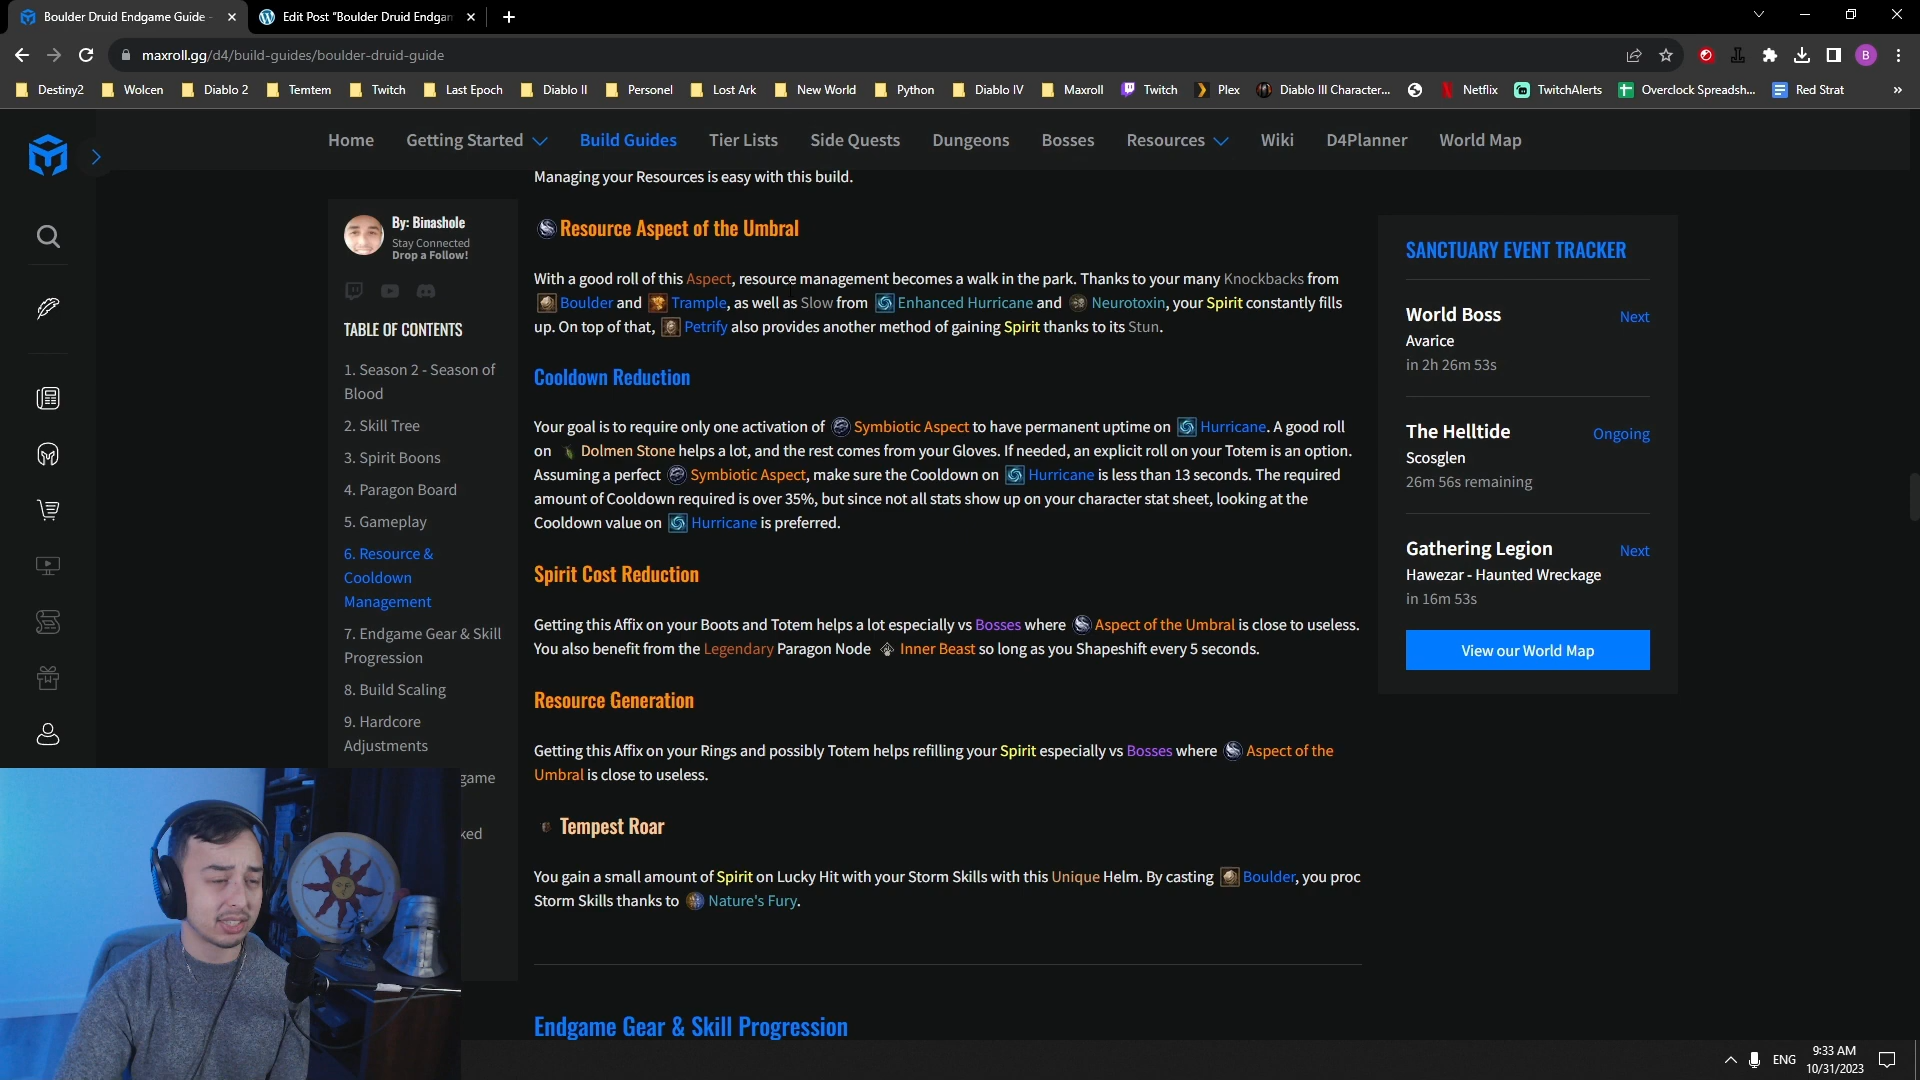 Boulder Druid Endgame Guide -
Edit Post "Boulder Druid Endgam
maxroll.gg/d4/build-guides/boulder-druid-guide
B
Destiny2 Wolcen Diablo 2 Temtem Twitch Last Epoch Diablo II Personel Lost Ark New World Python Diablo IV Maxroll Twitch Plex Diablo III Character... Netflix TwitchAlerts Overclock Spreadsh... Red Strat »
Home Getting Started Build Guides Tier Lists Side Quests Dungeons Bosses Resources Wiki D4Planner World Map
By: Binashole
Stay Connected
Drop a Follow!
TABLE OF CONTENTS
1. Season 2 - Season of
Blood
2. Skill Tree
3. Spirit Boons
4. Paragon Board
5. Gameplay
6. Resource &
Cooldown
Management
7. Endgame Gear & Skill
Progression
8. Build Scaling
9. Hardcore
Adjustments
game
ked
Managing your Resources is easy with this build.
Resource Aspect of the Umbral
With a good roll of this Aspect, resource management becomes a walk in the park. Thanks to your many Knockbacks from
Boulder and Trample, as well as Slow from Enhanced Hurricane and Neurotoxin, your Spirit constantly fills
up. On top of that, Petrify also provides another method of gaining Spirit thanks to its Stun.
Cooldown Reduction
Your goal is to require only one activation of Symbiotic Aspect to have permanent uptime on Hurricane. A good roll
on Dolmen Stone helps a lot, and the rest comes from your Gloves. If needed, an explicit roll on your Totem is an option.
Assuming a perfect Symbiotic Aspect, make sure the Cooldown on Hurricane is less than 13 seconds. The required
amount of Cooldown required is over 35%, but since not all stats show up on your character stat sheet, looking at the
Cooldown value on Hurricane is preferred.
Spirit Cost Reduction
Getting this Affix on your Boots and Totem helps a lot especially vs Bosses where Aspect of the Umbral is close to useless.
You also benefit from the Legendary Paragon Node Inner Beast so long as you Shapeshift every 5 seconds.
Resource Generation
Getting this Affix on your Rings and possibly Totem helps refilling your Spirit especially vs Bosses where Aspect of the
Umbral is close to useless.
Tempest Roar
You gain a small amount of Spirit on Lucky Hit with your Storm Skills with this Unique Helm. By casting Boulder, you proc
Storm Skills thanks to Nature's Fury.
Endgame Gear & Skill Progression
SANCTUARY EVENT TRACKER
World Boss Next
Avarice
in 2h 26m 53s
The Helltide Ongoing
Scosglen
26m 56s remaining
Gathering Legion Next
Hawezar - Haunted Wreckage
in 16m 53s
View our World Map
ENG
9:33 AM
10/31/2023